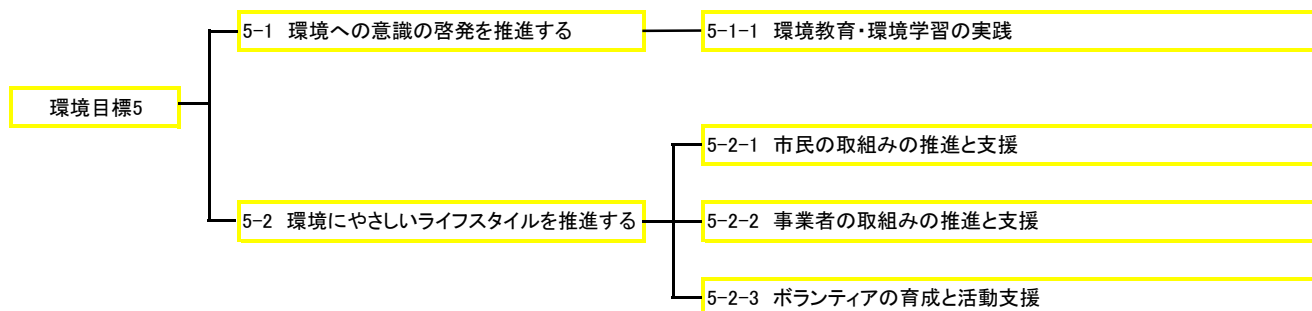 5-1 環境への意識の啓発を推進する
5-1-1 環境教育・環境学習の実践
環境目標5
5-2-1 市民の取組みの推進と支援
5-2 環境にやさしいライフスタイルを推進する
5-2-2 事業者の取組みの推進と支援
5-2-3 ボランティアの育成と活動支援